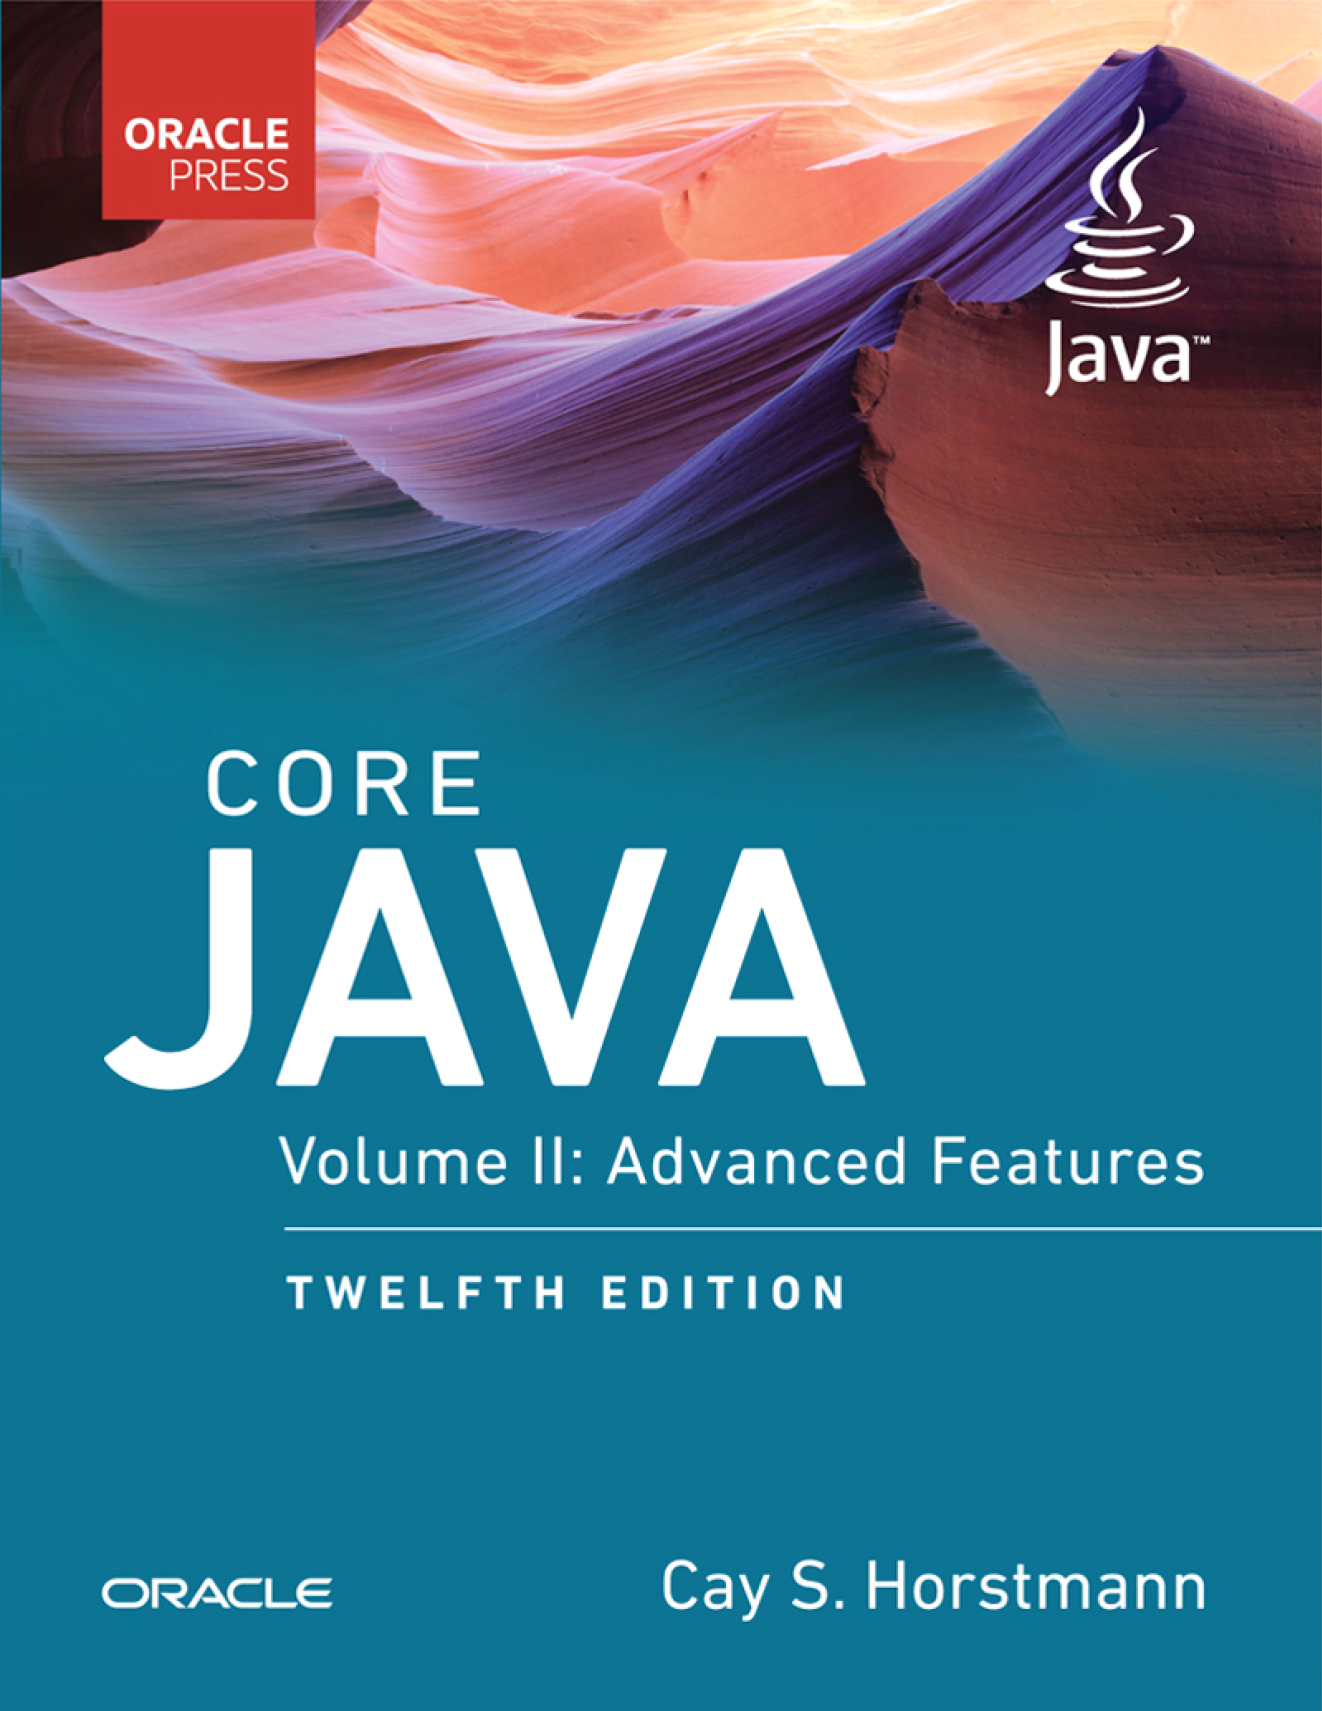 ORACLE
PRESS
Java™
CORE
JAVA
Volume II: Advanced Features
TWELFTH EDITION
ORACLE
Cay S. Horstmann